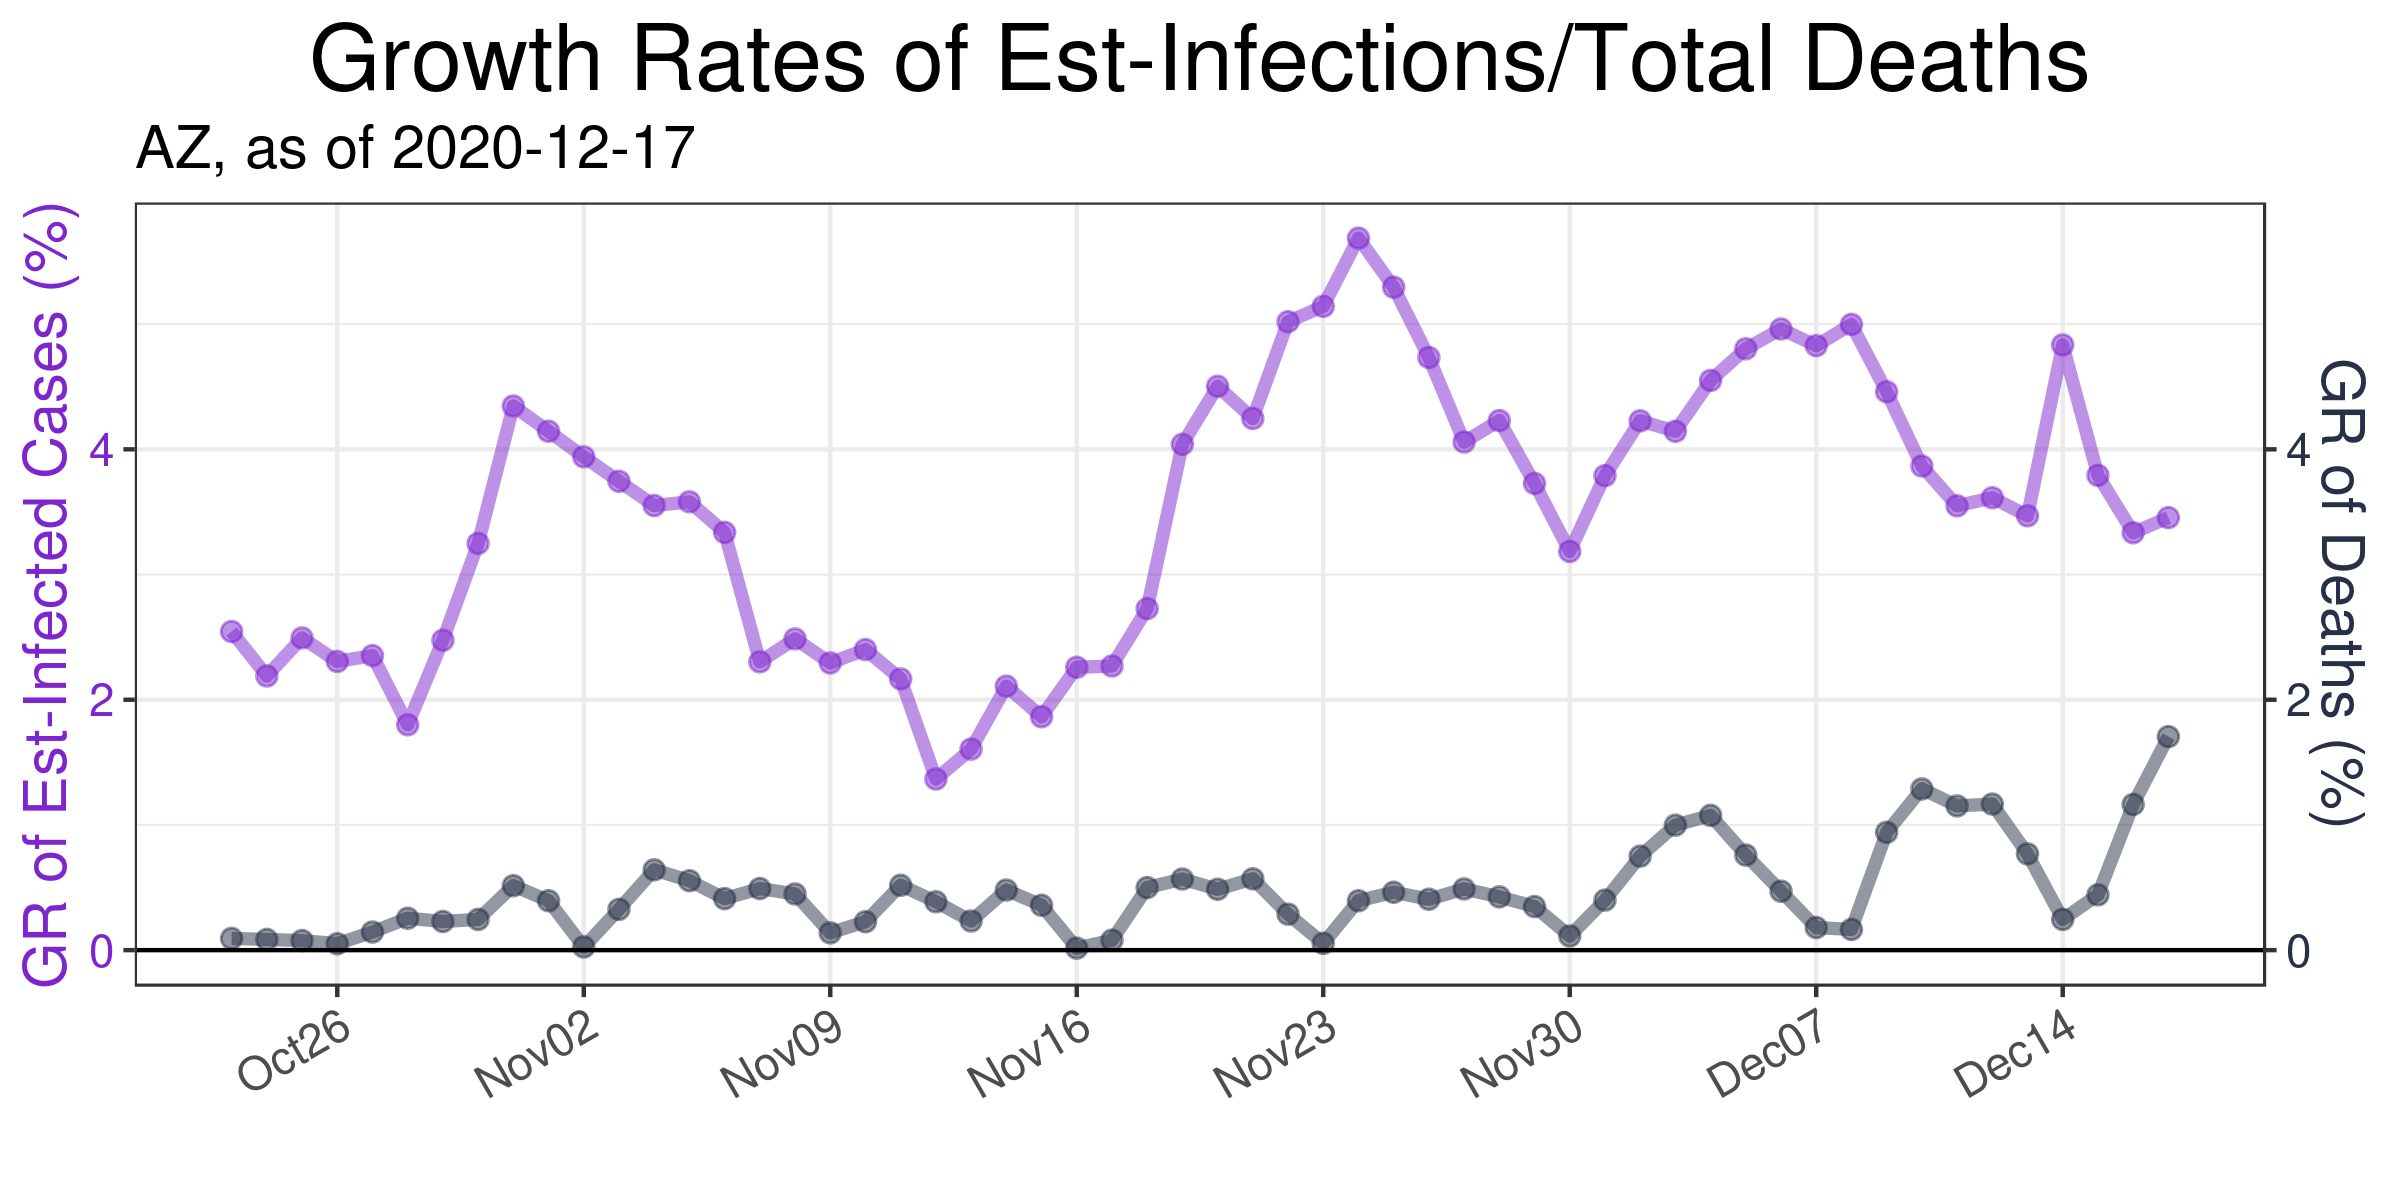 Growth Rates of Est-Infections/Total Deaths
AZ, as of 2020-12-17
GR of Est-Infected Cases (%)
4
2
0
GR of Deaths (%)
4
2
0
Oct26
Nov02
Nov09
Nov16
Nov23
Nov30
Dec07
Dec14